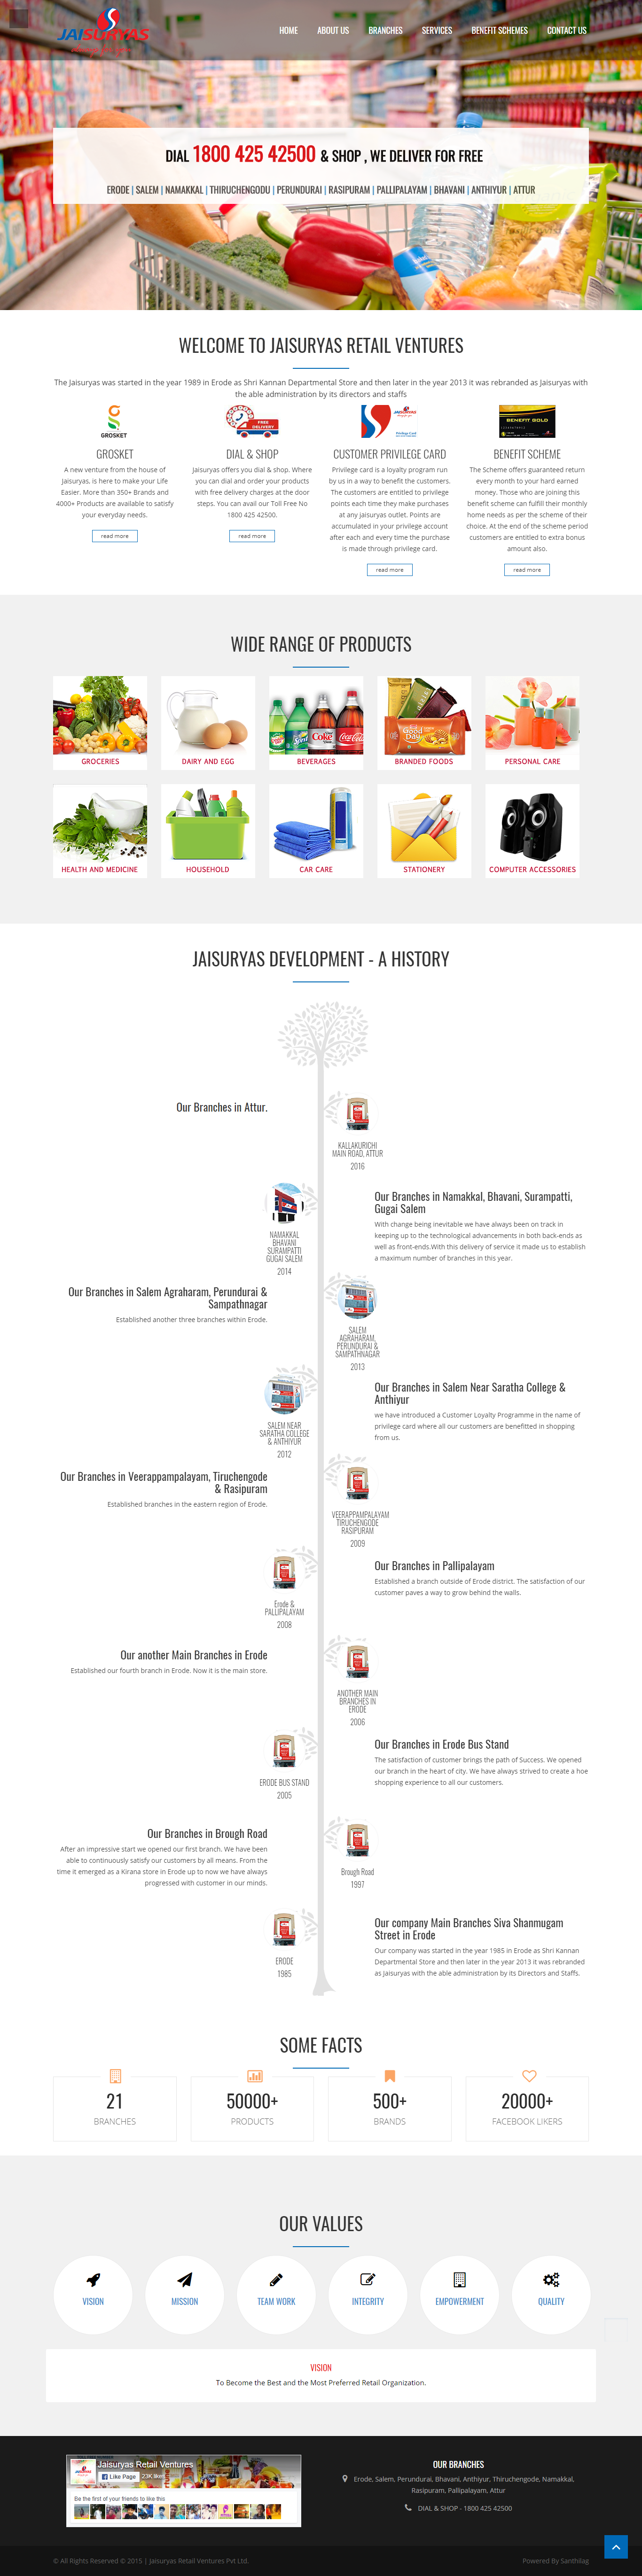 JAISURYAS
HOME ABOUT US BRANCHES SERVICES BENEFIT SCHEMES CONTACT US
DIAL 1800 425 42500 & SHOP , WE DELIVER FOR FREE
ERODE | SALEM | NAMAKKAL | THIRUCHENGODU | PERUNDURAI | RASIPURAM | PALLIPALAYAM | BHAVANI | ANTHIYUR | ATTUR
WELCOME TO JAISURYAS RETAIL VENTURES
The Jaisuryas was started in the year 1989 in Erode as Shri Kannan Departmental Store and then later in the year 2013 it was rebranded as Jaisuryas with
the able administration by its directors and staffs
GROSKET
GROSKET
A new venture from the house of
Jaisuryas, is here to make your Life
Easier. More than 350+ Brands and
4000+ Products are available to satisfy
your everyday needs.
read more
FREE
DELIVERY
DIAL & SHOP
Jaisuryas offers you dial & shop. Where
you can dial and order your products
with free delivery charges at the door
steps. You can avail our Toll Free No
1800 425 42500.
read more
CUSTOMER PRIVILEGE CARD
Privilege card is a loyalty program run
by us in a way to benefit the customers.
The customers are entitled to privilege
points each time they make purchases
at any jaisuryas outlet. Points are
accumulated in your privilege account
after each and every time the purchase
is made through privilege card.
read more
BENEFIT GOLD
BENEFIT SCHEME
The Scheme offers guaranteed return
every month to your hard earned
money. Those who are joining this
benefit scheme can fulfill their monthly
home needs as per the scheme of their
choice. At the end of the scheme period
customers are entitled to extra bonus
amount also.
read more
WIDE RANGE OF PRODUCTS
GROCERIES
DAIRY AND EGG
Sprite
Coke
Coca-Cola
BEVERAGES
Good Day
BRANDED FOODS
PERSONAL CARE
HEALTH AND MEDICINE
HOUSEHOLD
CAR CARE
STATIONERY
COMPUTER ACCESSORIES
JAISURYAS DEVELOPMENT - A HISTORY
Our Branches in Attur.
KALLAKURICHI
MAIN ROAD, ATTUR
2016
NAMAKKAL
BHAVANI
SURAMPATTI
GUGAI SALEM
2014
Our Branches in Namakkal, Bhavani, Surampatti,
Gugai Salem
With change being inevitable we have always been on track in
keeping up to the technological advancements in both back-ends as
well as front-ends.With this delivery of service it made us to establish
a maximum number of branches in this year.
Our Branches in Salem Agraharam, Perundurai &
Sampathnagar
Established another three branches within Erode.
SALEM
AGRAHARAM,
PERUNDURAI &
SAMPATHNAGAR
2013
SALEM NEAR
SARATHA COLLEGE
& ANTHIYUR
2012
Our Branches in Salem Near Saratha College &
Anthiyur
we have introduced a Customer Loyalty Programme in the name of
privilege card where all our customers are benefitted in shopping
from us.
Our Branches in Veerappampalayam, Tiruchengode
& Rasipuram
Established branches in the eastern region of Erode.
VEERAPPAMPALAYAM
TIRUCHENGODE
RASIPURAM
2009
Erode &
PALLIPALAYAM
2008
Our Branches in Pallipalayam
Established a branch outside of Erode district. The satisfaction of our
customer paves a way to grow behind the walls.
Our another Main Branches in Erode
Established our fourth branch in Erode. Now it is the main store.
ANOTHER MAIN
BRANCHES IN
ERODE
2006
ERODE BUS STAND
2005
Our Branches in Erode Bus Stand
The satisfaction of customer brings the path of Success. We opened
our branch in the heart of city. We have always strived to create a hoe
shopping experience to all our customers.
Our Branches in Brough Road
After an impressive start we opened our first branch. We have been
able to continuously satisfy our customers by all means. From the
time it emerged as a Kirana store in Erode up to now we have always
progressed with customer in our minds.
Brough Road
1997
ERODE
1985
Our company Main Branches Siva Shanmugam
Street in Erode
Our company was started in the year 1985 in Erode as Shri Kannan
Departmental Store and then later in the year 2013 it was rebranded
as Jaisuryas with the able administration by its Directors and Staffs.
SOME FACTS
21
BRANCHES
50000+
PRODUCTS
500+
BRANDS
20000+
FACEBOOK LIKERS
OUR VALUES
VISION
MISSION
TEAM WORK
INTEGRITY
EMPOWERMENT
QUALITY
VISION
To Become the Best and the Most Preferred Retail Organization.
Jaisuryas Retail Ventures
Like Page
23K likes
Be the first of your friends to like this
OUR BRANCHES
Erode, Salem, Perundurai, Bhavani, Anthiyur, Thiruchengode, Namakkal,
Rasipuram, Pallipalayam, Attur
DIAL & SHOP - 1800 425 42500
© All Rights Reserved © 2015 | Jaisuryas Retail Ventures Pvt Ltd.
Powered By Santhilag